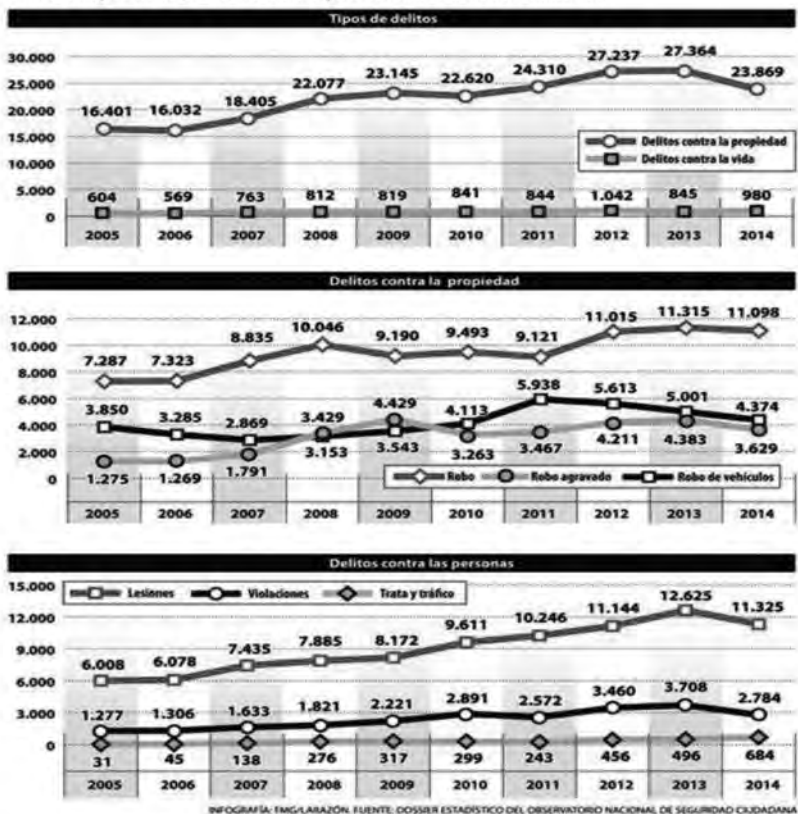 Tipos de delitos
30.000
25.000
20.000
15.000
10.000
5.000
0
16.401 16.032 18.405 22.077 23.145 22.620 24.310 27.237 27.364 23.869
Delitos contra la propiedad
Delitos contra la vida
604 569 763 812 819 841 844 1.042 845 980
2005 2006 2007 2008 2009 2010 2011 2012 2013 2014
Delitos contra la propiedad
12.000
10.000
8.000
6.000
4.000
2.000
0
7.287 7.323 8.835 10.046 9.190 9.493 9.121 11.015 11.315 11.098
3.850 3.285 2.869 3.429 4.429 4.113 5.938 5.613 5.001 4.374
1.275 1.269 1.791 3.153 3.543 3.263 3.467 4.211 4.383 3.629
Robo Robo agravado Robo de vehículos
2005 2006 2007 2008 2009 2010 2011 2012 2013 2014
Delitos contra las personas
15.000
12.000
9.000
6.000
3.000
0
Lesiones Violaciones Trata y tráfico
6.008 6.078 7.435 7.885 8.172 9.611 10.246 11.144 12.625 11.325
1.277 1.306 1.633 1.821 2.221 2.891 2.572 3.460 3.708 2.784
31 45 138 276 317 299 243 456 496 684
2005 2006 2007 2008 2009 2010 2011 2012 2013 2014
INFOGRAFÍA: FMG/LARAZÓN. FUENTE: DOSSIER ESTADÍSTICO DEL OBSERVATORIO NACIONAL DE SEGURIDAD CIUDADANA